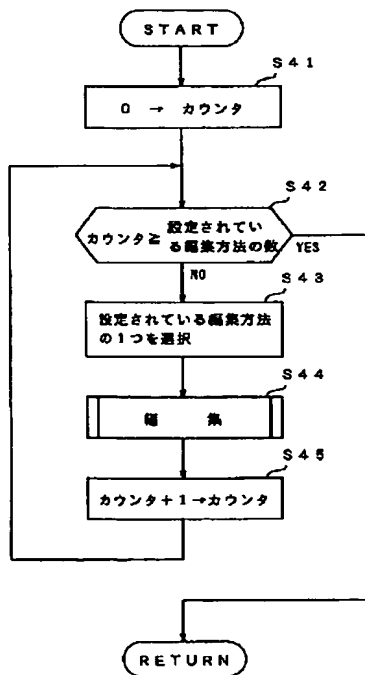 START
S41
0 → カウンタ
S42
カウンタ≧ 設定されてい
る編集方法の数
YES
NO
S43
設定されている編集方法
の1つを選択
S44
編 集
S45
カウンタ+1→カウンタ
RETURN